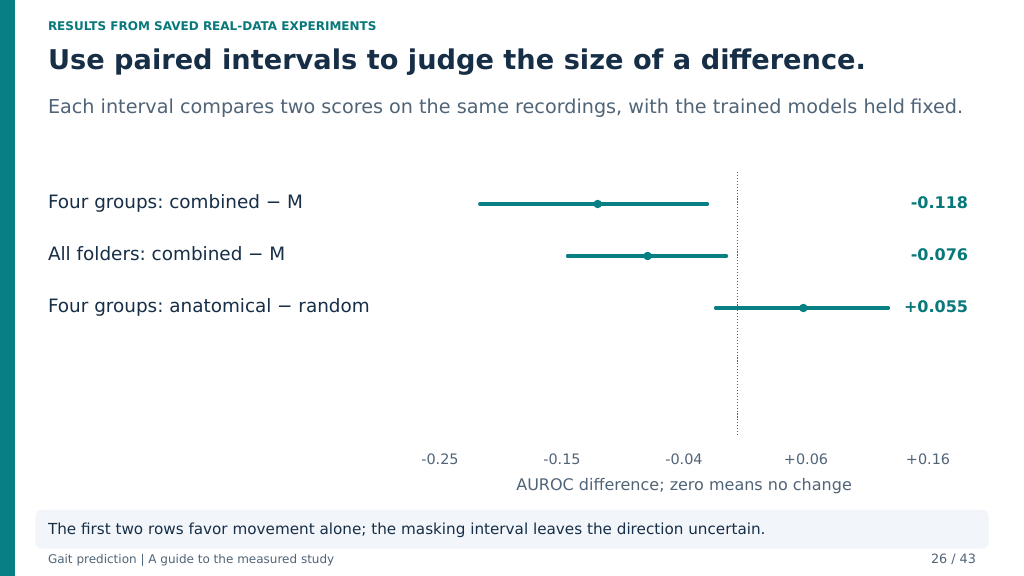 RESULTS FROM SAVED REAL-DATA EXPERIMENTS
Use paired intervals to judge the size of a difference.
Each interval compares two scores on the same recordings, with the trained models held fixed.
Four groups: combined − M -0.118
All folders: combined − M -0.076
Four groups: anatomical − random +0.055
-0.25 -0.15 -0.04 +0.06 +0.16
AUROC difference; zero means no change
The first two rows favor movement alone; the masking interval leaves the direction uncertain.
Gait prediction | A guide to the measured study 26 / 43